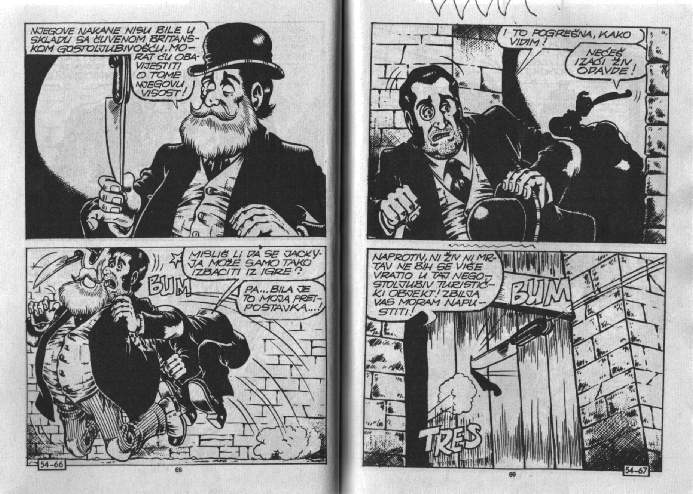 NJEGOVE NAKANE NISU BILE U
SKLADU SA ČUVENOM, BRITAN-
SKOM GOSTOLJUBIVOŠĆU. MO-
RAT ĆU OBA-
VIJESTITI
O TOME
NJEGOVU
VISOST!
MISLIŠ LI DA SE JACKY-
JA MOŽE SAMO TAKO
IZBACITI IZ IGRE?
BUM
PA... BILA JE
TO MOJA PRET-
POSTAVKA...!
54-66
I TO POGREŠNA, KAKO
VIDIM!
NEĆEŠ
IZAĆI ŽIV
ODAVDE!
NAPROTIV, NI ŽIV NI MR-
TAV NE BIH SE VIŠE
VRATIO U TAJ NEGO-
STOLJUBIV TURISTIČ-
KI OBJEKT! ZBILJA
VAS MORAM NAPU-
STITI!
BUM
TRES
54-67